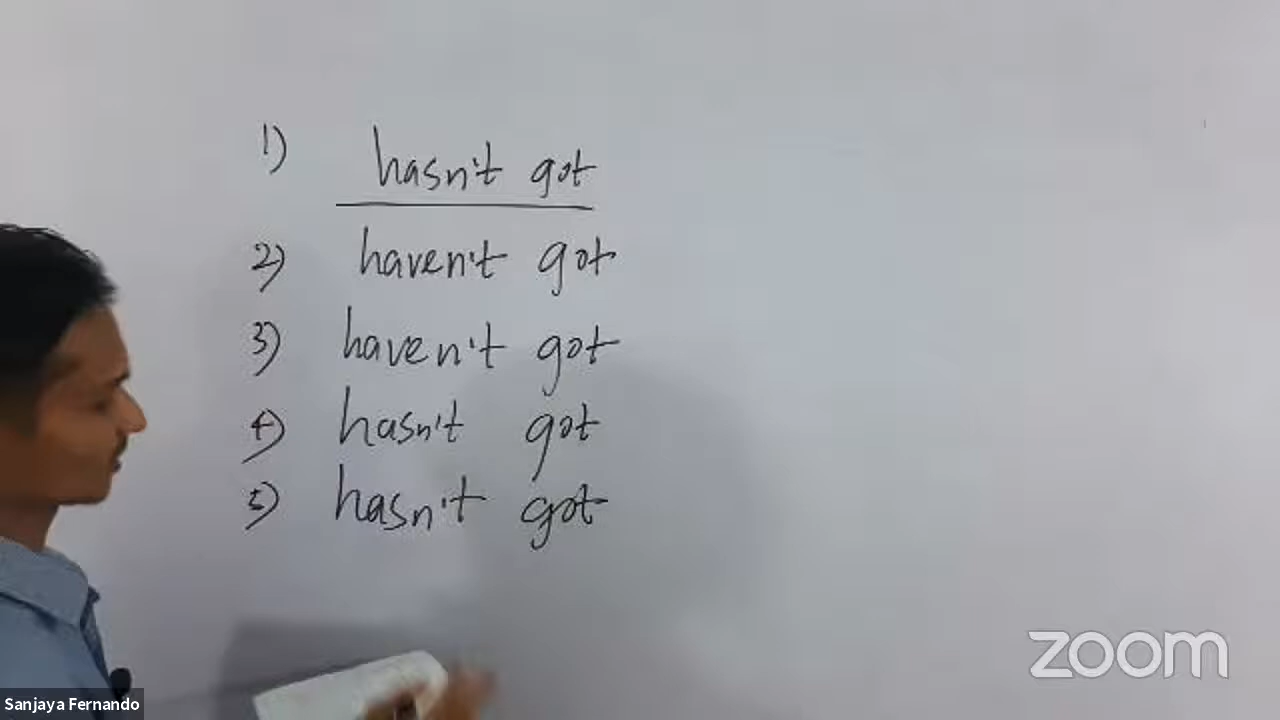 1) hasn't got
2) haven't got
3) haven't got
4) hasn't got
5) hasn't got
zoom
Sanjaya Fernando